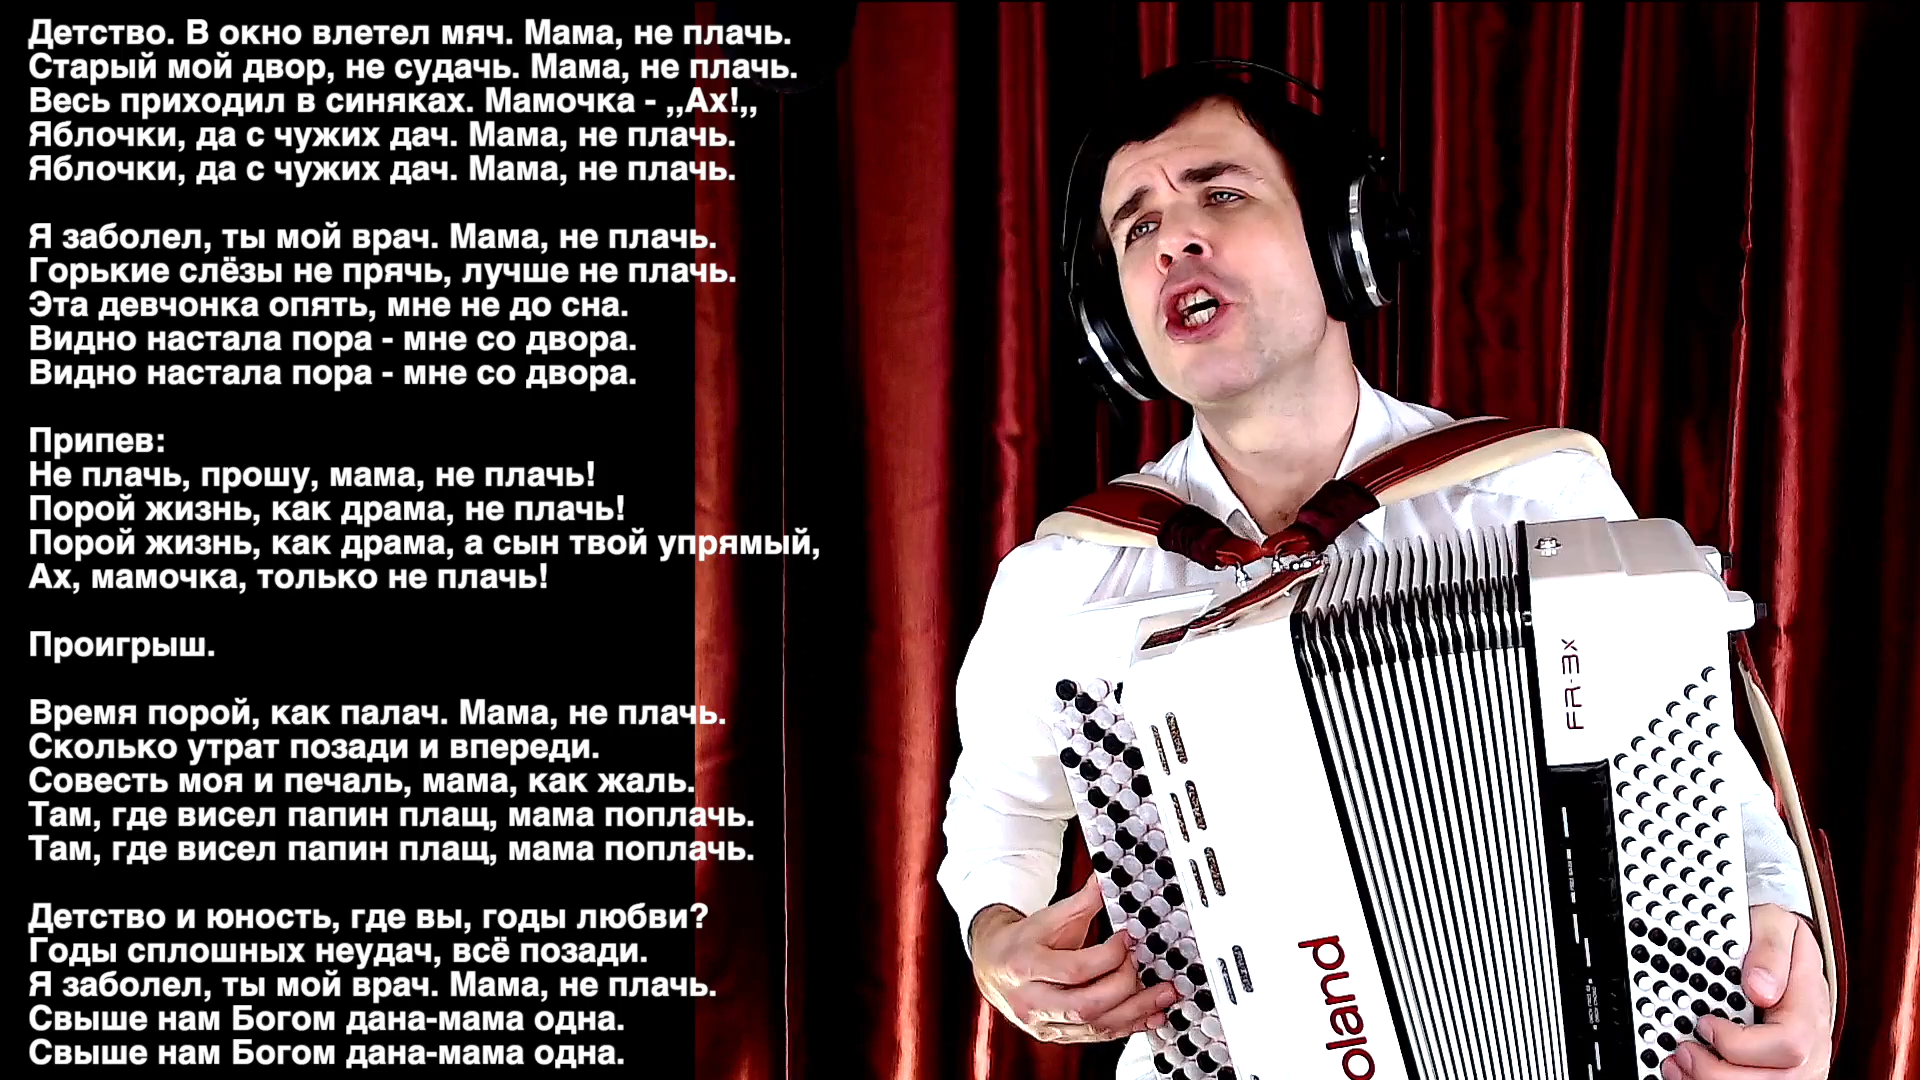 Детство. В окно влетел мяч. Мама, не плачь.
Старый мой двор, не судачь. Мама, не плачь.
Весь приходил в синяках. Мамочка - ,,Ах!,,
Яблочки, да с чужих дач. Мама, не плачь.
Яблочки, да с чужих дач. Мама, не плачь.
Я заболел, ты мой врач. Мама, не плачь.
Горькие слёзы не прячь, лучше не плачь.
Эта девчонка опять, мне не до сна.
Видно настала пора - мне со двора.
Видно настала пора - мне со двора.
Припев:
Не плачь, прошу, мама, не плачь!
Порой жизнь, как драма, не плачь!
Порой жизнь, как драма, а сын твой упрямый,
Ах, мамочка, только не плачь!
Проигрыш.
Время порой, как палач. Мама, не плачь.
Сколько утрат позади и впереди.
Совесть моя и печаль, мама, как жаль.
Там, где висел папин плащ, мама поплачь.
Там, где висел папин плащ, мама поплачь.
Детство и юность, где вы, годы любви?
Годы сплошных неудач, всё позади.
Я заболел, ты мой врач. Мама, не плачь.
Свыше нам Богом дана-мама одна.
Свыше нам Богом дана-мама одна.
FR-3x
oland